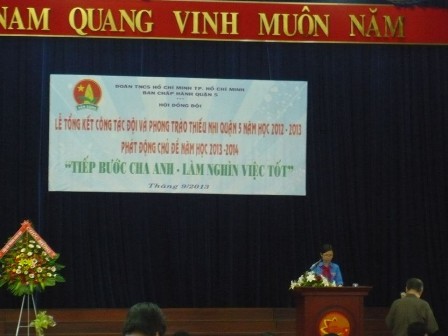 NAM QUANG VINH MUÔN NĂM
ĐOÀN TNCS HỒ CHÍ MINH TP. HỒ CHÍ MINH
BAN CHẤP HÀNH QUẬN 5
HỘI ĐỒNG ĐỘI
LỄ TỔNG KẾT CÔNG TÁC ĐỘI VÀ PHONG TRÀO THIẾU NHI QUẬN 5 NĂM HỌC 2012 - 2013
PHÁT ĐỘNG CHỦ ĐỀ NĂM HỌC 2013 -2014
“TIẾP BƯỚC CHA ANH - LÀM NGHÌN VIỆC TỐT”
Tháng 9/2013